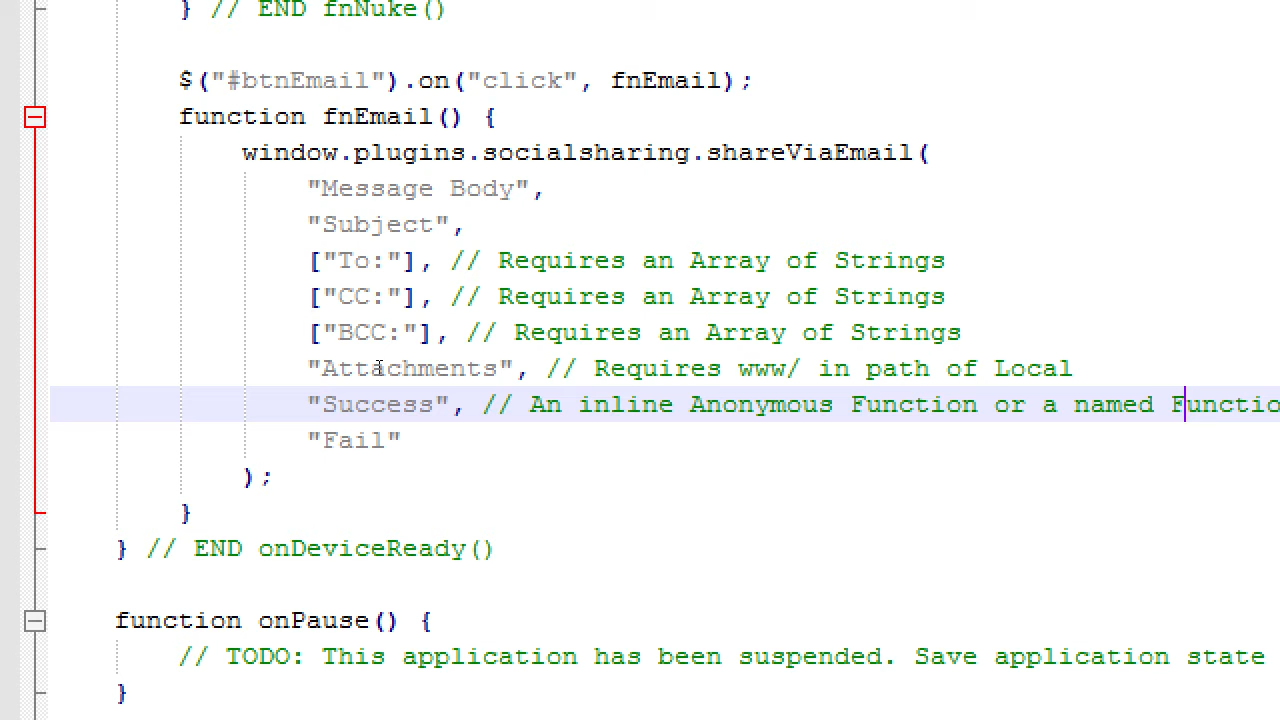 } // END fnNuke()
$("#btnEmail").on("click", fnEmail);
function fnEmail() {
window.plugins.socialsharing.shareViaEmail(
"Message Body",
"Subject",
["To:"], // Requires an Array of Strings
["CC:"], // Requires an Array of Strings
["BCC:"], // Requires an Array of Strings
"Attachments", // Requires www/ in path of Local
"Success", // An inline Anonymous Function or a named Functio
"Fail"
);
}
} // END onDeviceReady()
function onPause() {
// TODO: This application has been suspended. Save application state
}